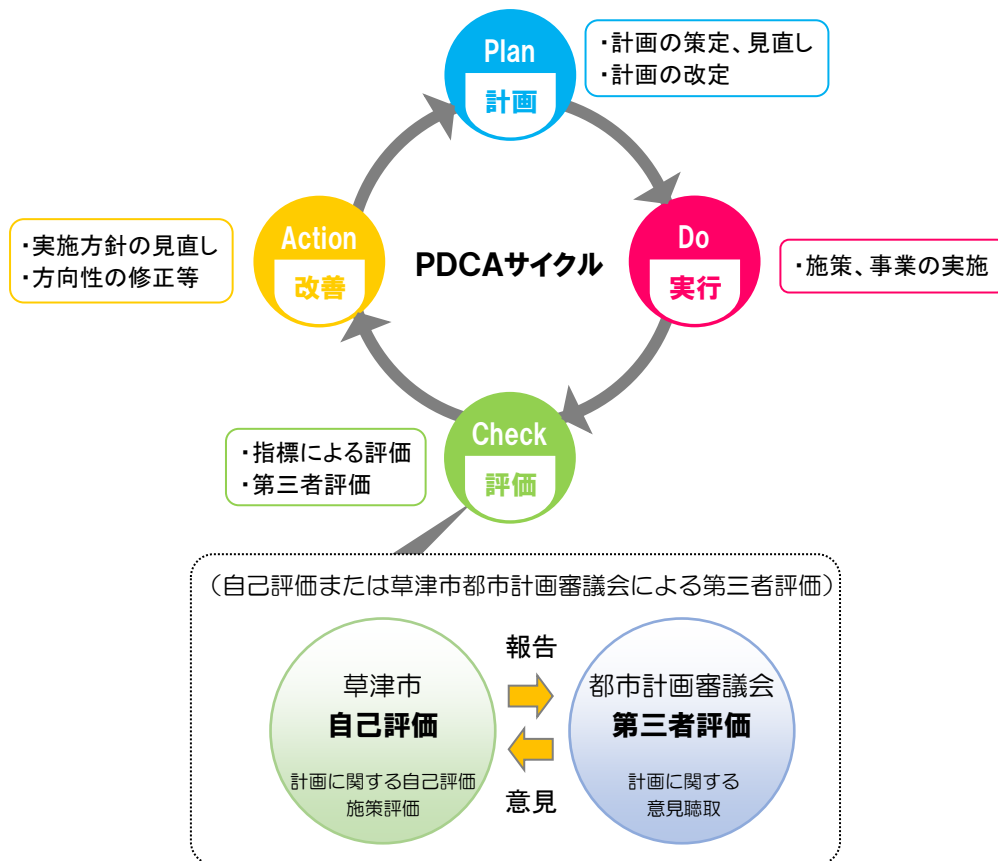 Plan
計画
・計画の策定、見直し
・計画の改定
Action
改善
・実施方針の見直し
・方向性の修正等
PDCAサイクル
Do
実行
・施策、事業の実施
Check
評価
・指標による評価
・第三者評価
（自己評価または草津市都市計画審議会による第三者評価）
草津市
自己評価
計画に関する自己評価
施策評価
報告
意見
都市計画審議会
第三者評価
計画に関する
意見聴取